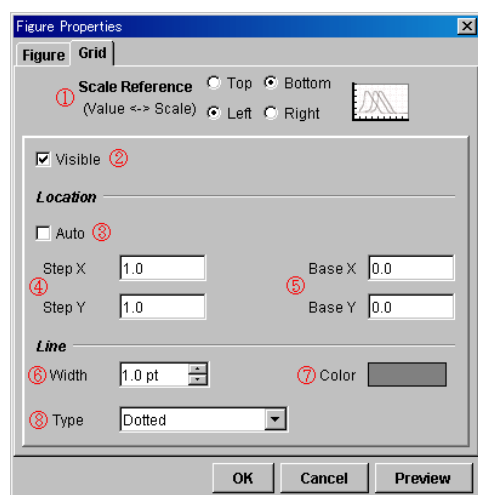 Figure Properties
Figure Grid
① Scale Reference Top Bottom
(Value <-> Scale) Left Right
Visible ②
Location
Auto ③
Step X 1.0 Base X 0.0
④ ⑤
Step Y 1.0 Base Y 0.0
Line
⑥ Width 1.0 pt ⑦ Color
⑧ Type Dotted
OK Cancel Preview